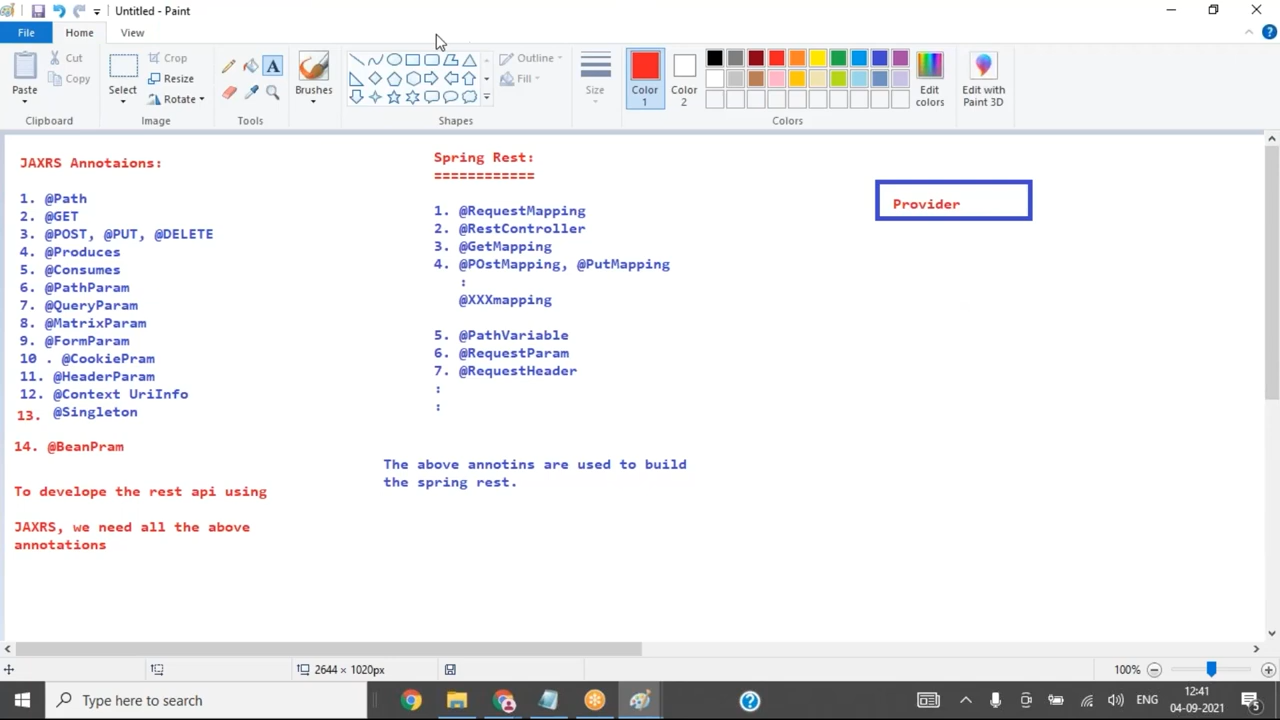 Untitled - Paint
File
Home
View
Paste
Cut
Copy
Clipboard
Select
Crop
Resize
Rotate
Image
A
Tools
Brushes
Outline
Fill
Shapes
Size
Color 1
Color 2
Edit colors
Colors
Edit with Paint 3D
JAXRS Annotaions:
1. @Path
2. @GET
3. @POST, @PUT, @DELETE
4. @Produces
5. @Consumes
6. @PathParam
7. @QueryParam
8. @MatrixParam
9. @FormParam
10 . @CookiePram
11. @HeaderParam
12. @Context UriInfo
13. @Singleton
14. @BeanPram
To develope the rest api using
JAXRS, we need all the above
annotations
Spring Rest:
============
1. @RequestMapping
2. @RestController
3. @GetMapping
4. @POstMapping, @PutMapping
:
@XXXmapping
5. @PathVariable
6. @RequestParam
7. @RequestHeader
:
:
The above annotins are used to build
the spring rest.
Provider
2644 × 1020px
100%
Type here to search
ENG
12:41
04-09-2021
5